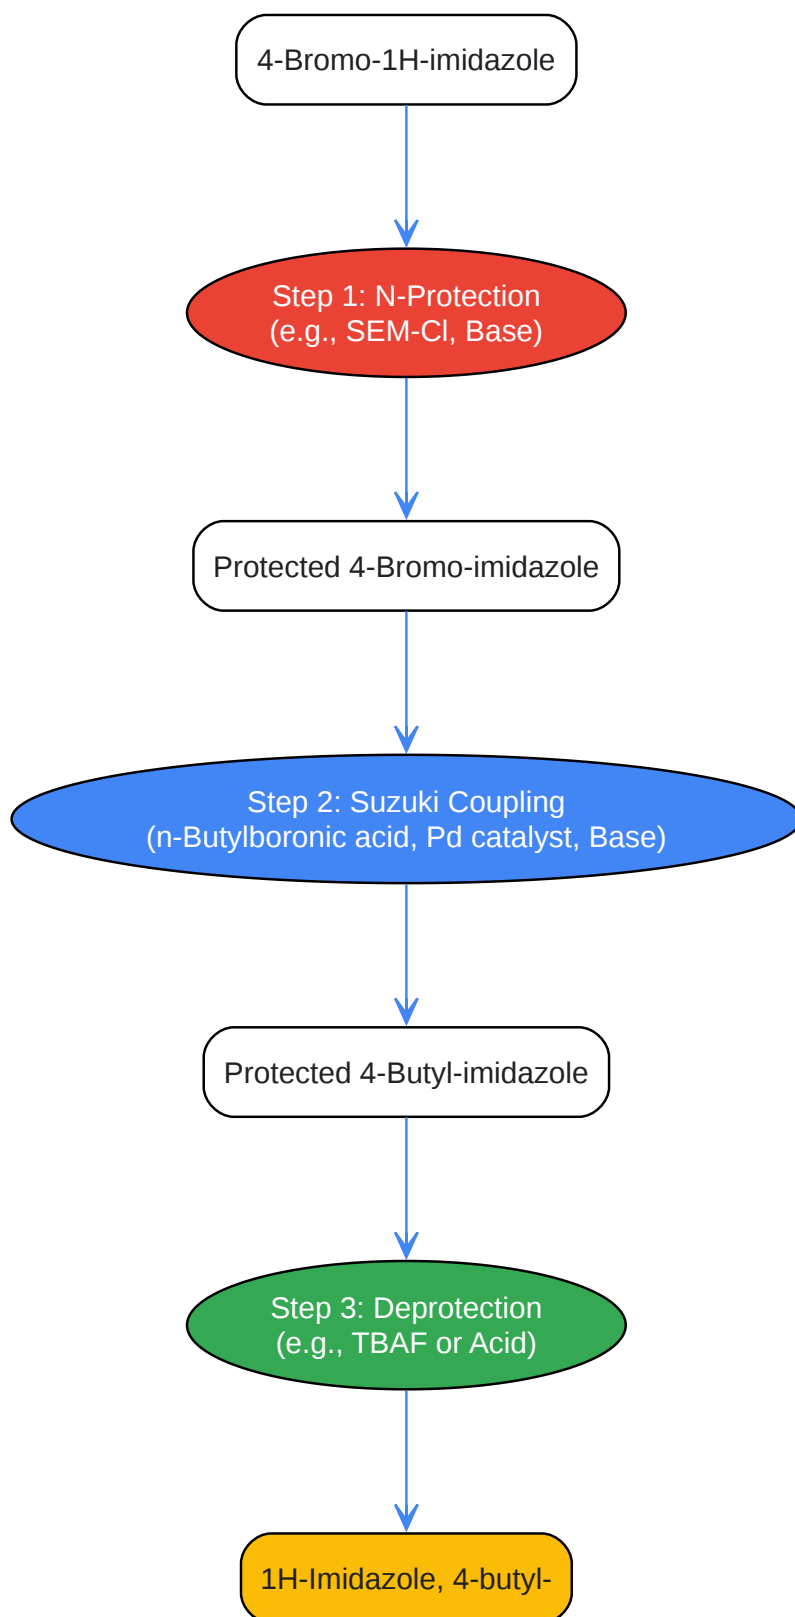 4-Bromo-1H-imidazole
Step 1: N-Protection
(e.g., SEM-Cl, Base)
Protected 4-Bromo-imidazole
Step 2: Suzuki Coupling
(n-Butylboronic acid, Pd catalyst, Base)
Protected 4-Butyl-imidazole
Step 3: Deprotection
(e.g., TBAF or Acid)
1H-Imidazole, 4-butyl-